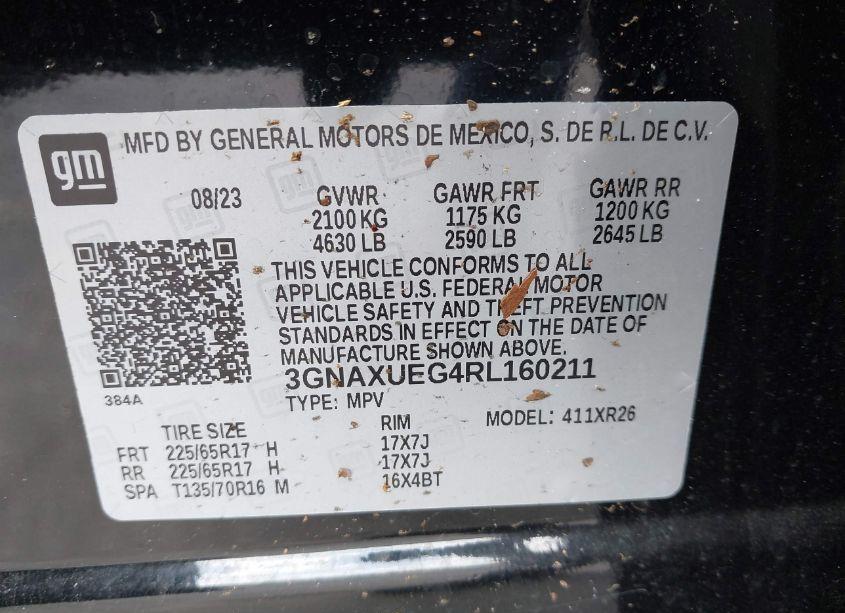 gm
MFD BY GENERAL MOTORS DE MEXICO, S. DE R.L. DE C.V.
08/23 GVWR GAWR FRT GAWR RR
2100 KG 1175 KG 1200 KG
4630 LB 2590 LB 2645 LB
THIS VEHICLE CONFORMS TO ALL
APPLICABLE U.S. FEDERAL MOTOR
VEHICLE SAFETY AND THEFT PREVENTION
STANDARDS IN EFFECT ON THE DATE OF
MANUFACTURE SHOWN ABOVE.
3GNAXUEG4RL160211
384A
TYPE: MPV
TIRE SIZE RIM MODEL: 411XR26
FRT 225/65R17 H 17X7J
RR 225/65R17 H 17X7J
SPA T135/70R16 M 16X4BT